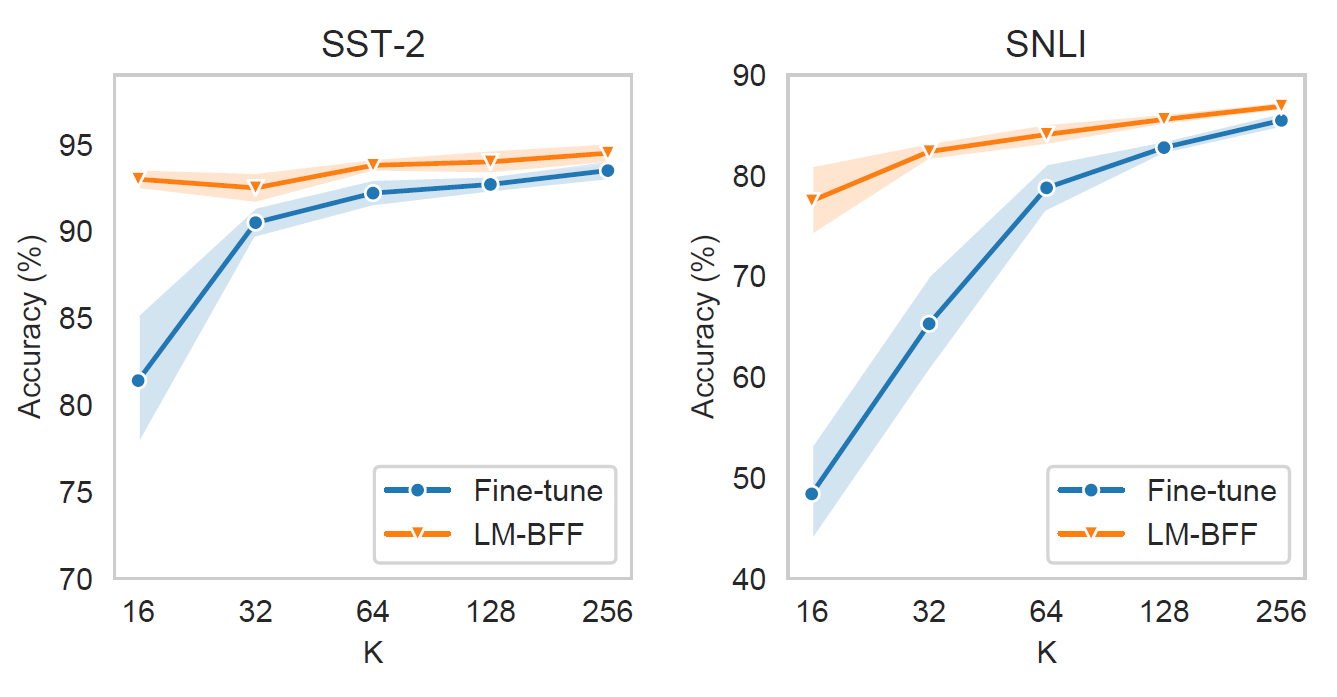 SST-2
Accuracy (%)
95
90
85
80
75
70
16 32 64 128 256
K
Fine-tune
LM-BFF
SNLI
Accuracy (%)
90
80
70
60
50
40
16 32 64 128 256
K
Fine-tune
LM-BFF